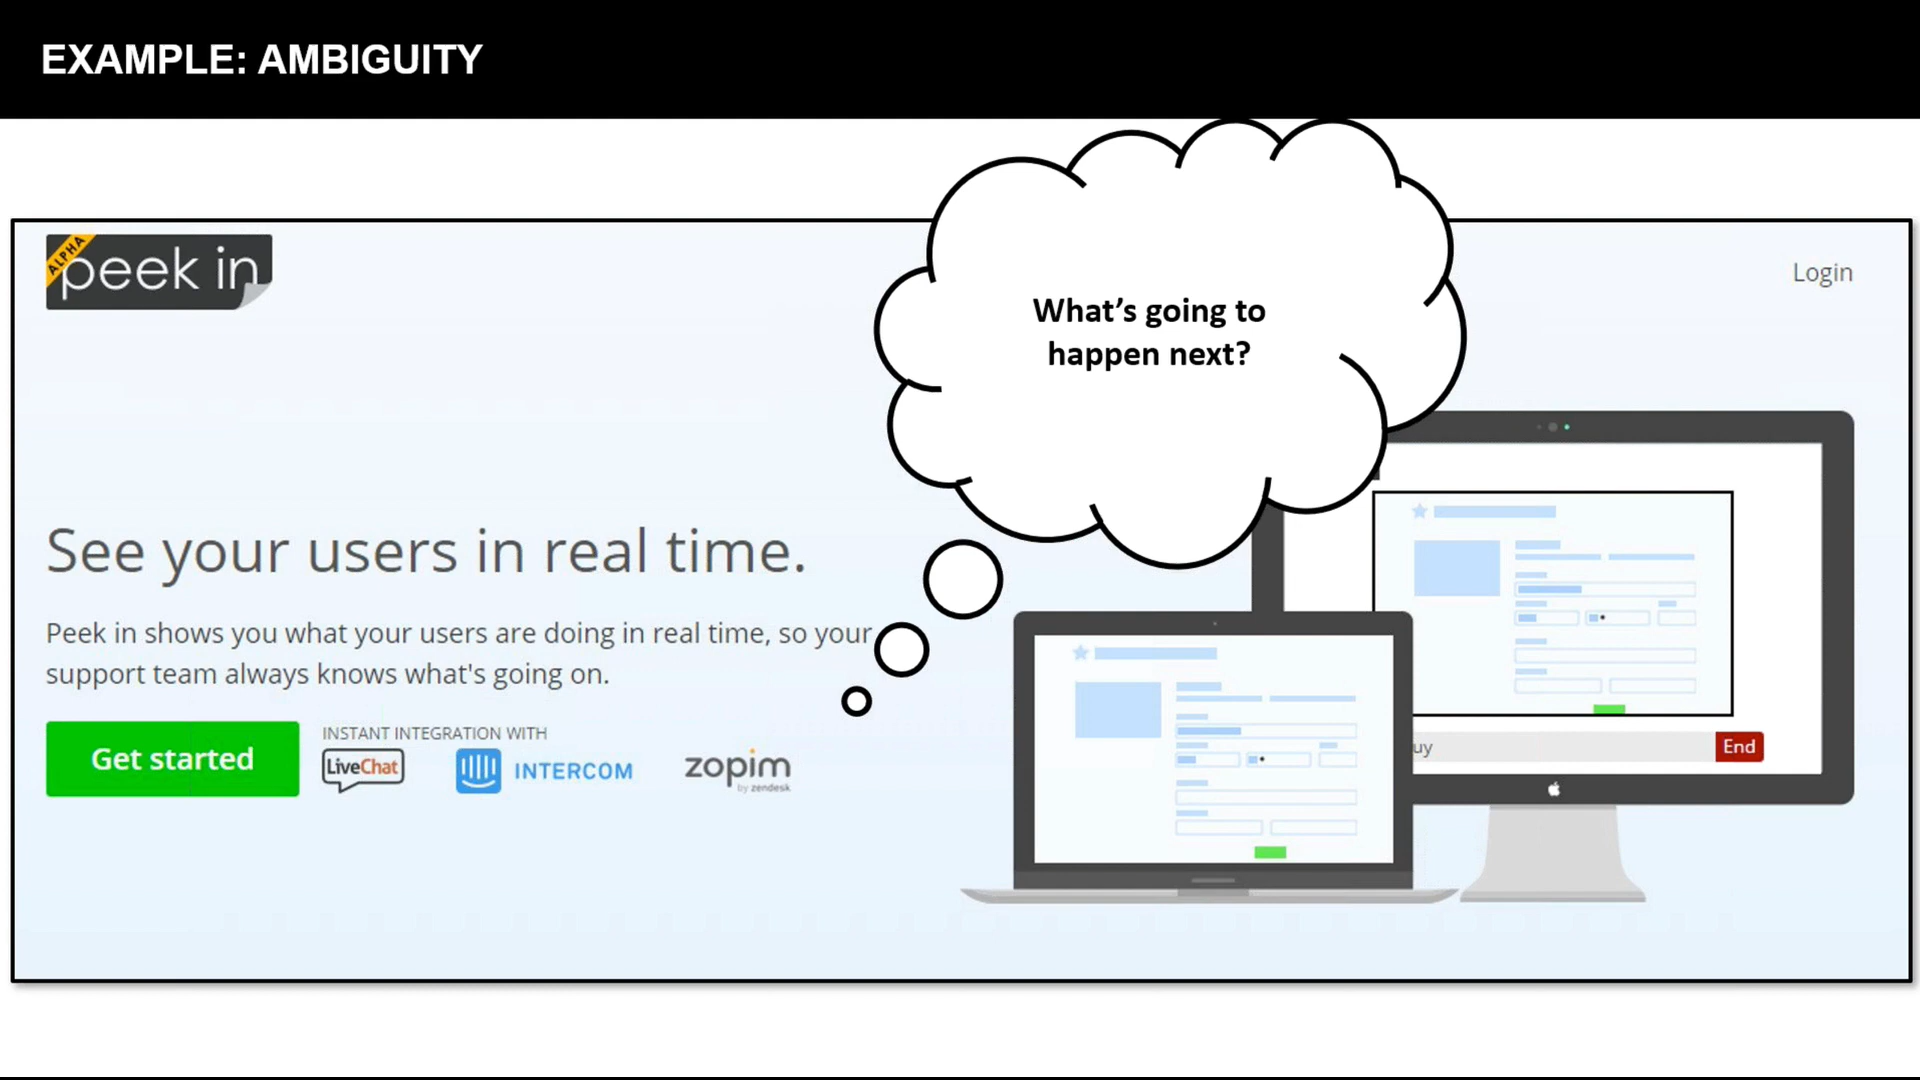 EXAMPLE: AMBIGUITY
ALPHA
peek in
Login
What’s going to
happen next?
See your users in real time.
Peek in shows you what your users are doing in real time, so your
support team always knows what's going on.
Get started
INSTANT INTEGRATION WITH
LiveChat
INTERCOM
zopim
by zendesk
uy
End